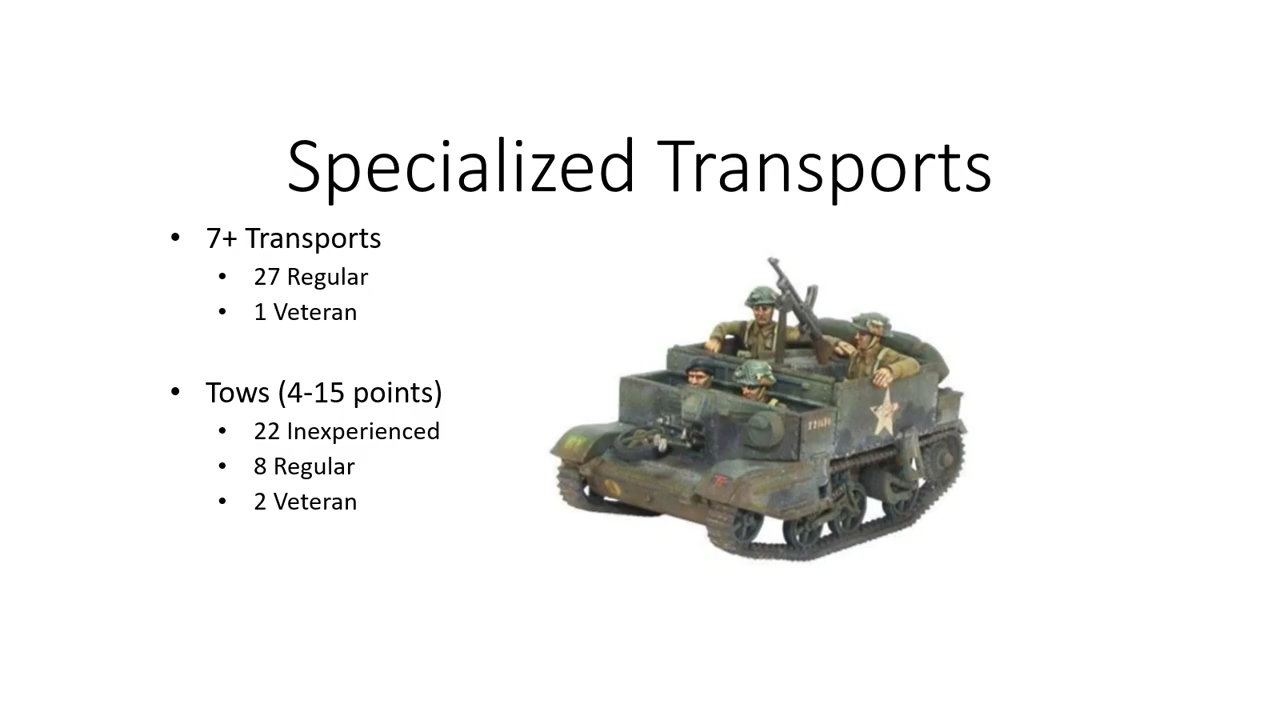 Specialized Transports
• 7+ Transports
• 27 Regular
• 1 Veteran
• Tows (4-15 points)
• 22 Inexperienced
• 8 Regular
• 2 Veteran